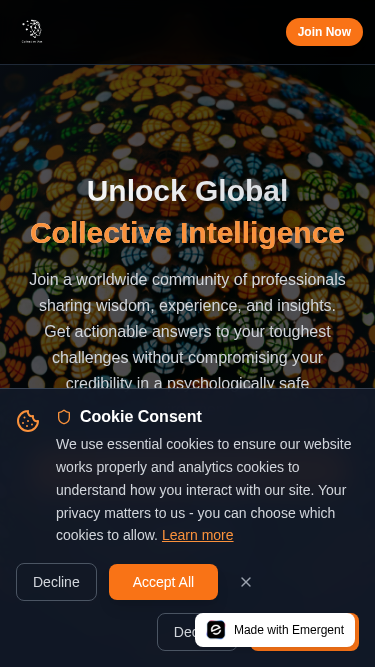 Join Now
Unlock Global
Collective Intelligence
Join a worldwide community of professionals
sharing wisdom, experience, and insights.
Get actionable answers to your toughest
challenges without compromising your
credibility in a psychologically safe
Cookie Consent
We use essential cookies to ensure our website
works properly and analytics cookies to
understand how you interact with our site. Your
privacy matters to us - you can choose which
cookies to allow. Learn more
Decline
Accept All
Made with Emergent